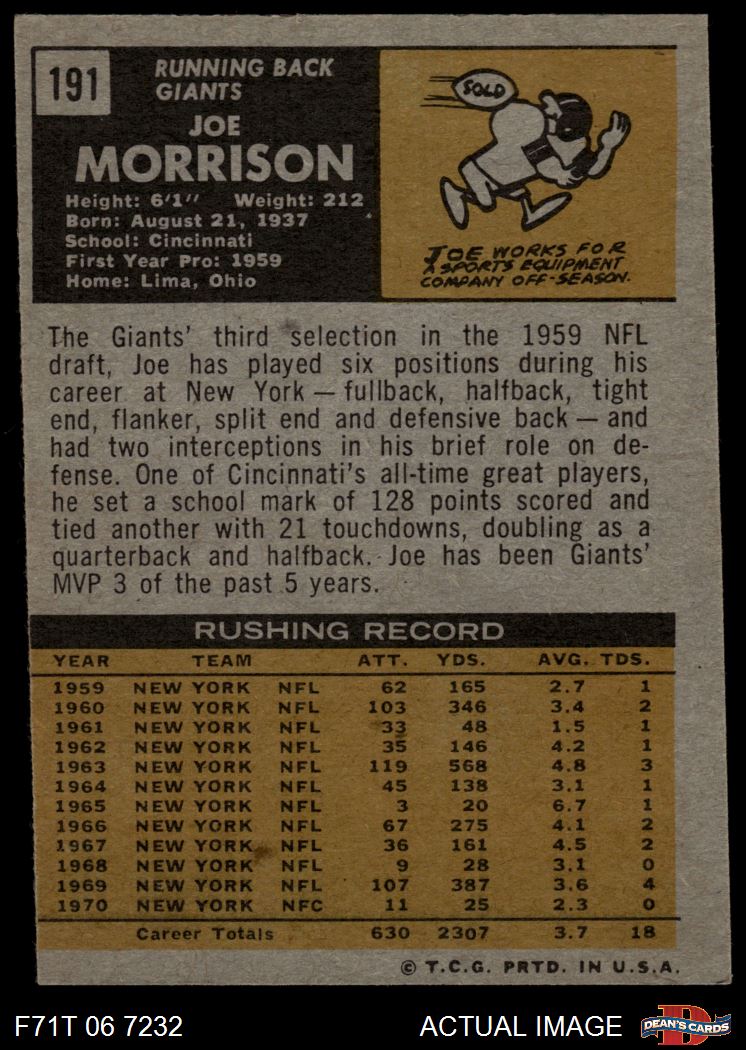 191
RUNNING BACK
GIANTS
JOE
MORRISON
Height: 6'1" Weight: 212
Born: August 21, 1937
School: Cincinnati
First Year Pro: 1959
Home: Lima, Ohio
SOLD
JOE WORKS FOR
A SPORTS EQUIPMENT
COMPANY OFF-SEASON.
The Giants' third selection in the 1959 NFL
draft, Joe has played six positions during his
career at New York — fullback, halfback, tight
end, flanker, split end and defensive back — and
had two interceptions in his brief role on de-
fense. One of Cincinnati's all-time great players,
he set a school mark of 128 points scored and
tied another with 21 touchdowns, doubling as a
quarterback and halfback. Joe has been Giants'
MVP 3 of the past 5 years.
RUSHING RECORD
YEAR TEAM ATT. YDS. AVG. TDS.
1959 NEW YORK NFL 62 165 2.7 1
1960 NEW YORK NFL 103 346 3.4 2
1961 NEW YORK NFL 33 48 1.5 1
1962 NEW YORK NFL 35 146 4.2 1
1963 NEW YORK NFL 119 568 4.8 3
1964 NEW YORK NFL 45 138 3.1 1
1965 NEW YORK NFL 3 20 6.7 1
1966 NEW YORK NFL 67 275 4.1 2
1967 NEW YORK NFL 36 161 4.5 2
1968 NEW YORK NFL 9 28 3.1 0
1969 NEW YORK NFL 107 387 3.6 4
1970 NEW YORK NFC 11 25 2.3 0
Career Totals 630 2307 3.7 18
© T.C.G. PRTD. IN U.S.A.
F71T 06 7232
ACTUAL IMAGE
D
DEAN'S CARDS